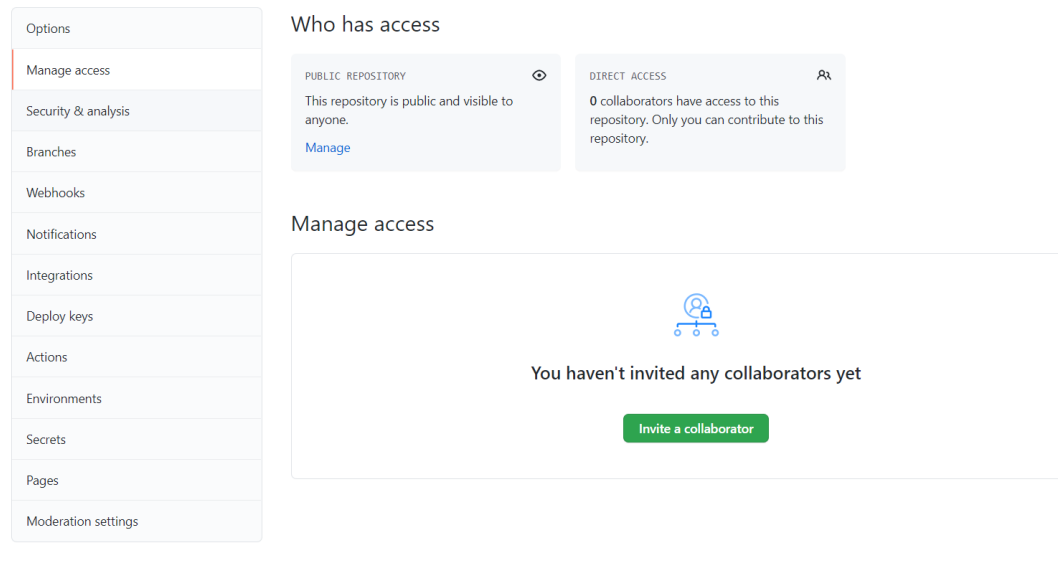 Options
Manage access
Security & analysis
Branches
Webhooks
Notifications
Integrations
Deploy keys
Actions
Environments
Secrets
Pages
Moderation settings
Who has access
PUBLIC REPOSITORY
This repository is public and visible to
anyone.
Manage
DIRECT ACCESS
0 collaborators have access to this
repository. Only you can contribute to this
repository.
Manage access
You haven't invited any collaborators yet
Invite a collaborator